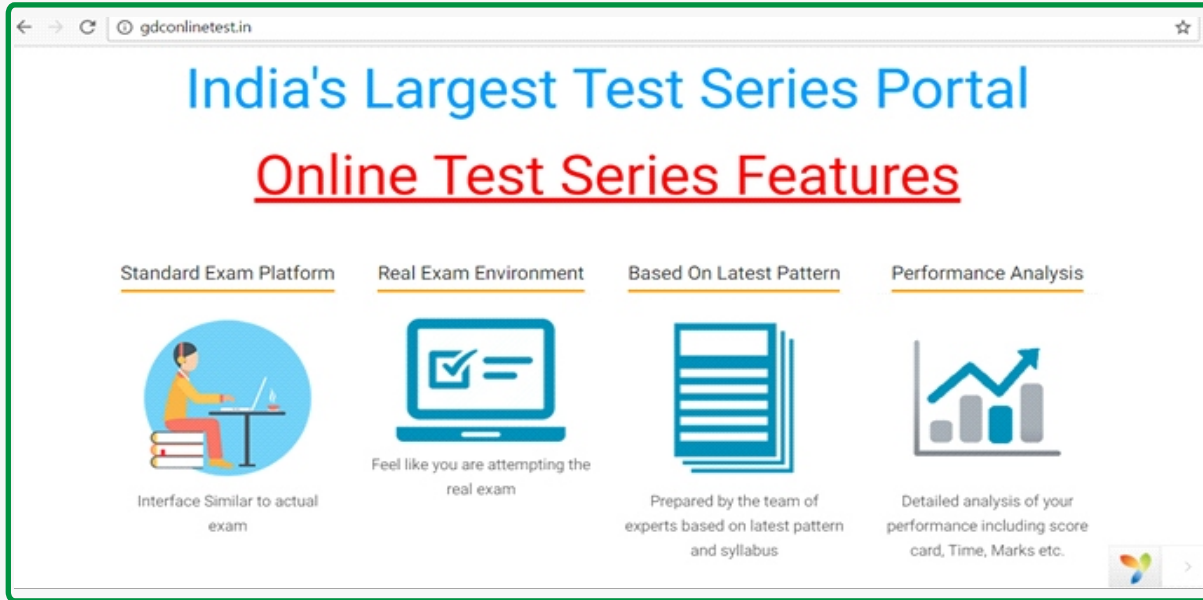 gdconlinetest.in
India's Largest Test Series Portal
Online Test Series Features
Standard Exam Platform
Interface Similar to actual
exam
Real Exam Environment
Feel like you are attempting the
real exam
Based On Latest Pattern
Prepared by the team of
experts based on latest pattern
and syllabus
Performance Analysis
Detailed analysis of your
performance including score
card, Time, Marks etc.